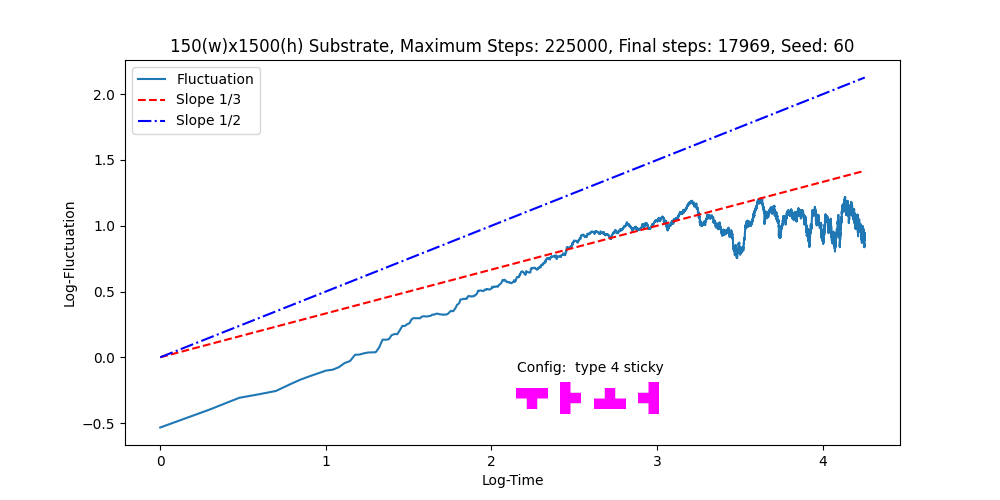 150(w)x1500(h) Substrate, Maximum Steps: 225000, Final steps: 17969, Seed: 60
Fluctuation
Slope 1/3
Slope 1/2
2.0
1.5
1.0
0.5
0.0
−0.5
Log-Fluctuation
Config:  type 4 sticky
0 1 2 3 4
Log-Time